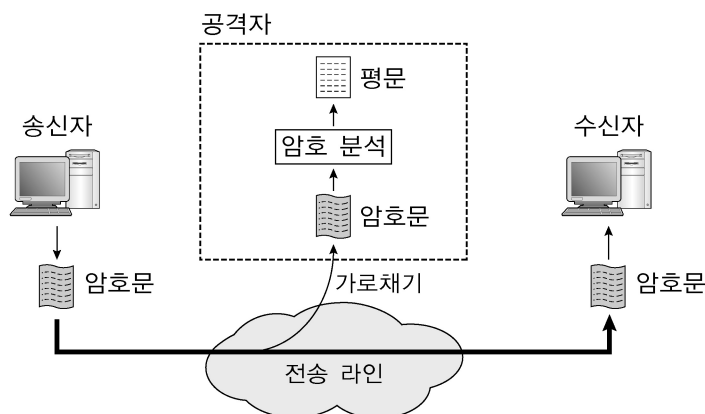 공격자
평문
송신자
수신자
암호 분석
암호문
암호문
가로채기
암호문
전송 라인